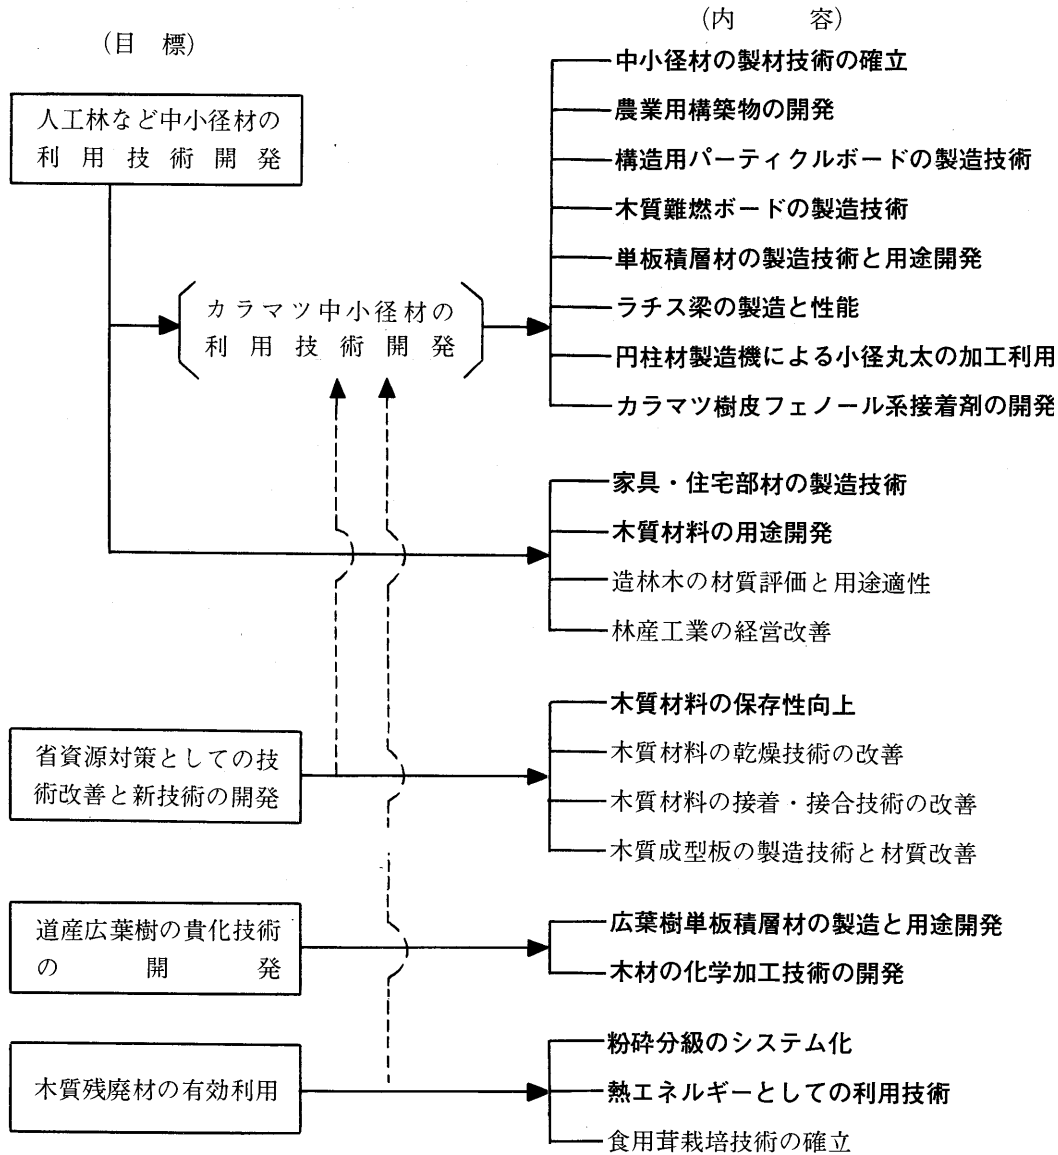 (目　標)
(内　容)
人工林など中小径材の
利用技術開発
カラマツ中小径材の
利用技術開発
中小径材の製材技術の確立
農業用構築物の開発
構造用パーティクルボードの製造技術
木質難燃ボードの製造技術
単板積層材の製造技術と用途開発
ラチス梁の製造と性能
円柱材製造機による小径丸太の加工利用
カラマツ樹皮フェノール系接着剤の開発
家具・住宅部材の製造技術
木質材料の用途開発
造林木の材質評価と用途適性
林産工業の経営改善
省資源対策としての技
術改善と新技術の開発
木質材料の保存性向上
木質材料の乾燥技術の改善
木質材料の接着・接合技術の改善
木質成型板の製造技術と材質改善
道産広葉樹の貴化技術
の開発
広葉樹単板積層材の製造と用途開発
木材の化学加工技術の開発
木質残廃材の有効利用
粉砕分級のシステム化
熱エネルギーとしての利用技術
食用茸栽培技術の確立